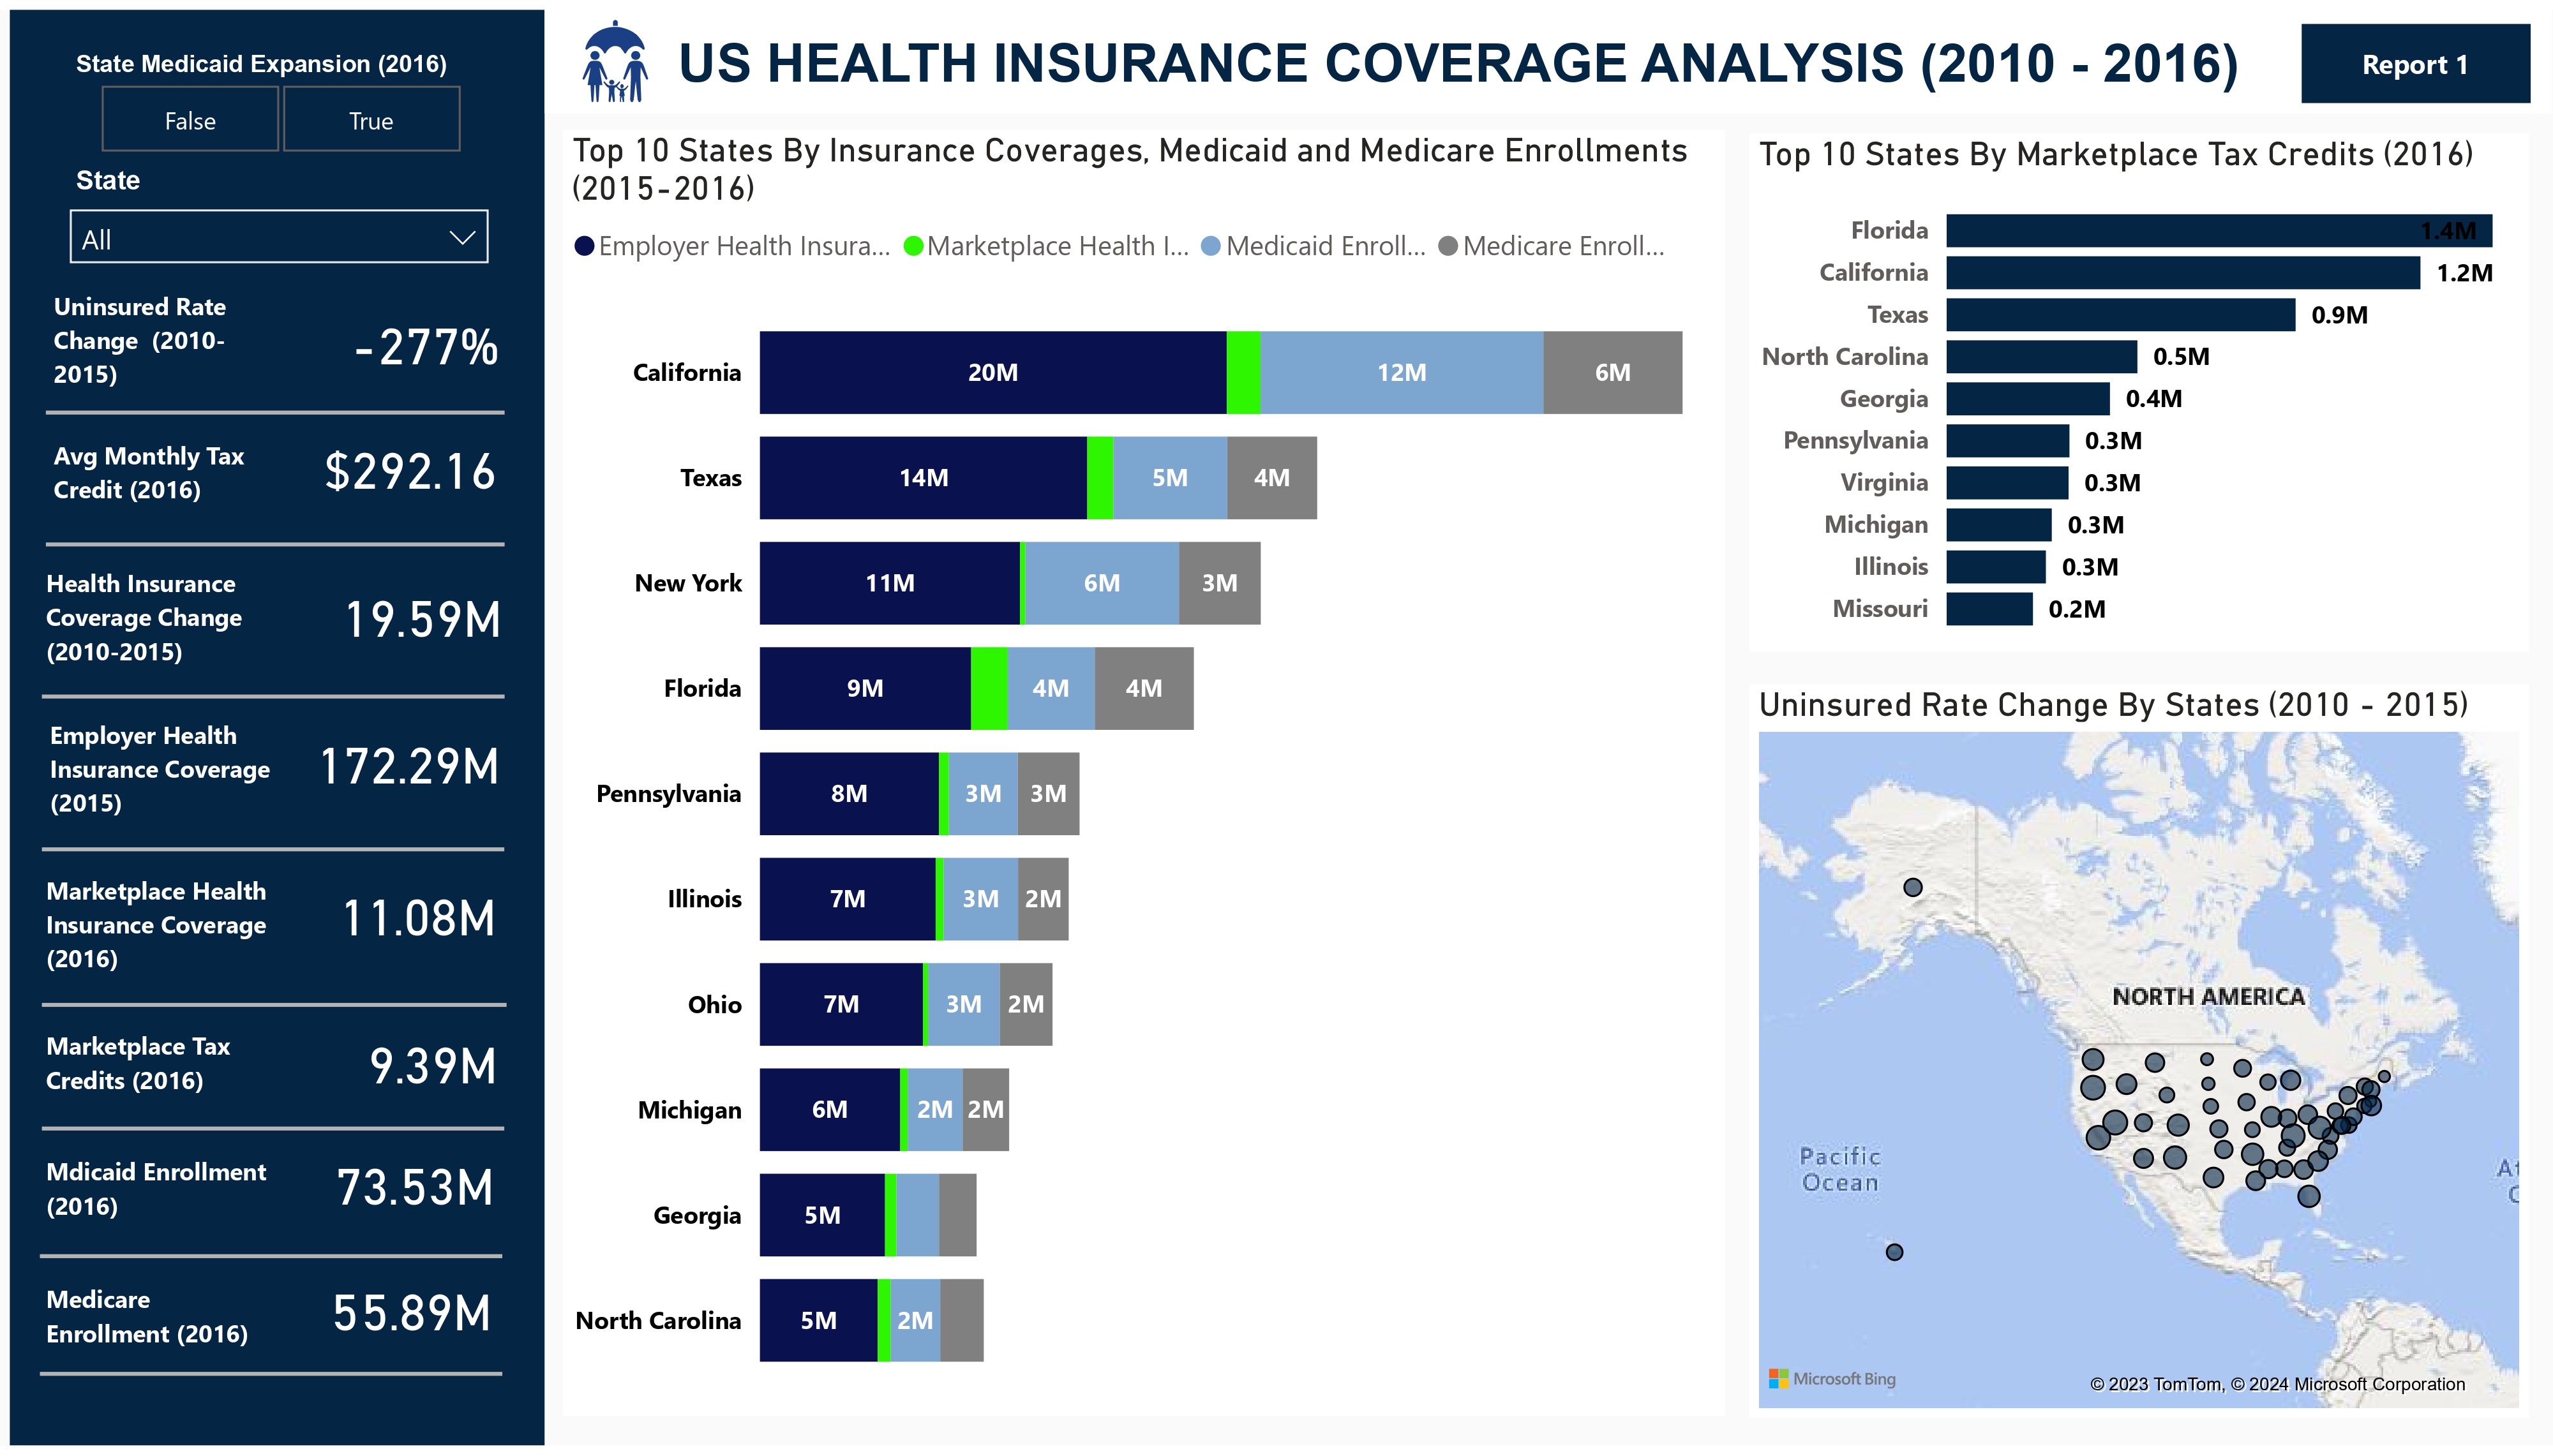 State Medicaid Expansion (2016)
False
True
State
All
Uninsured Rate
Change (2010-
2015)
-277%
Avg Monthly Tax
Credit (2016)
$292.16
Health Insurance
Coverage Change
(2010-2015)
19.59M
Employer Health
Insurance Coverage
(2015)
172.29M
Marketplace Health
Insurance Coverage
(2016)
11.08M
Marketplace Tax
Credits (2016)
9.39M
Mdicaid Enrollment
(2016)
73.53M
Medicare
Enrollment (2016)
55.89M
US HEALTH INSURANCE COVERAGE ANALYSIS (2010 - 2016)
Report 1
Top 10 States By Insurance Coverages, Medicaid and Medicare Enrollments
(2015-2016)
Employer Health Insura... Marketplace Health I... Medicaid Enroll... Medicare Enroll...
California 20M 12M 6M
Texas 14M 5M 4M
New York 11M 6M 3M
Florida 9M 4M 4M
Pennsylvania 8M 3M 3M
Illinois 7M 3M 2M
Ohio 7M 3M 2M
Michigan 6M 2M 2M
Georgia 5M
North Carolina 5M 2M
Top 10 States By Marketplace Tax Credits (2016)
Florida 1.4M
California 1.2M
Texas 0.9M
North Carolina 0.5M
Georgia 0.4M
Pennsylvania 0.3M
Virginia 0.3M
Michigan 0.3M
Illinois 0.3M
Missouri 0.2M
Uninsured Rate Change By States (2010 - 2015)
NORTH AMERICA
Pacific
Ocean
Microsoft Bing
© 2023 TomTom, © 2024 Microsoft Corporation